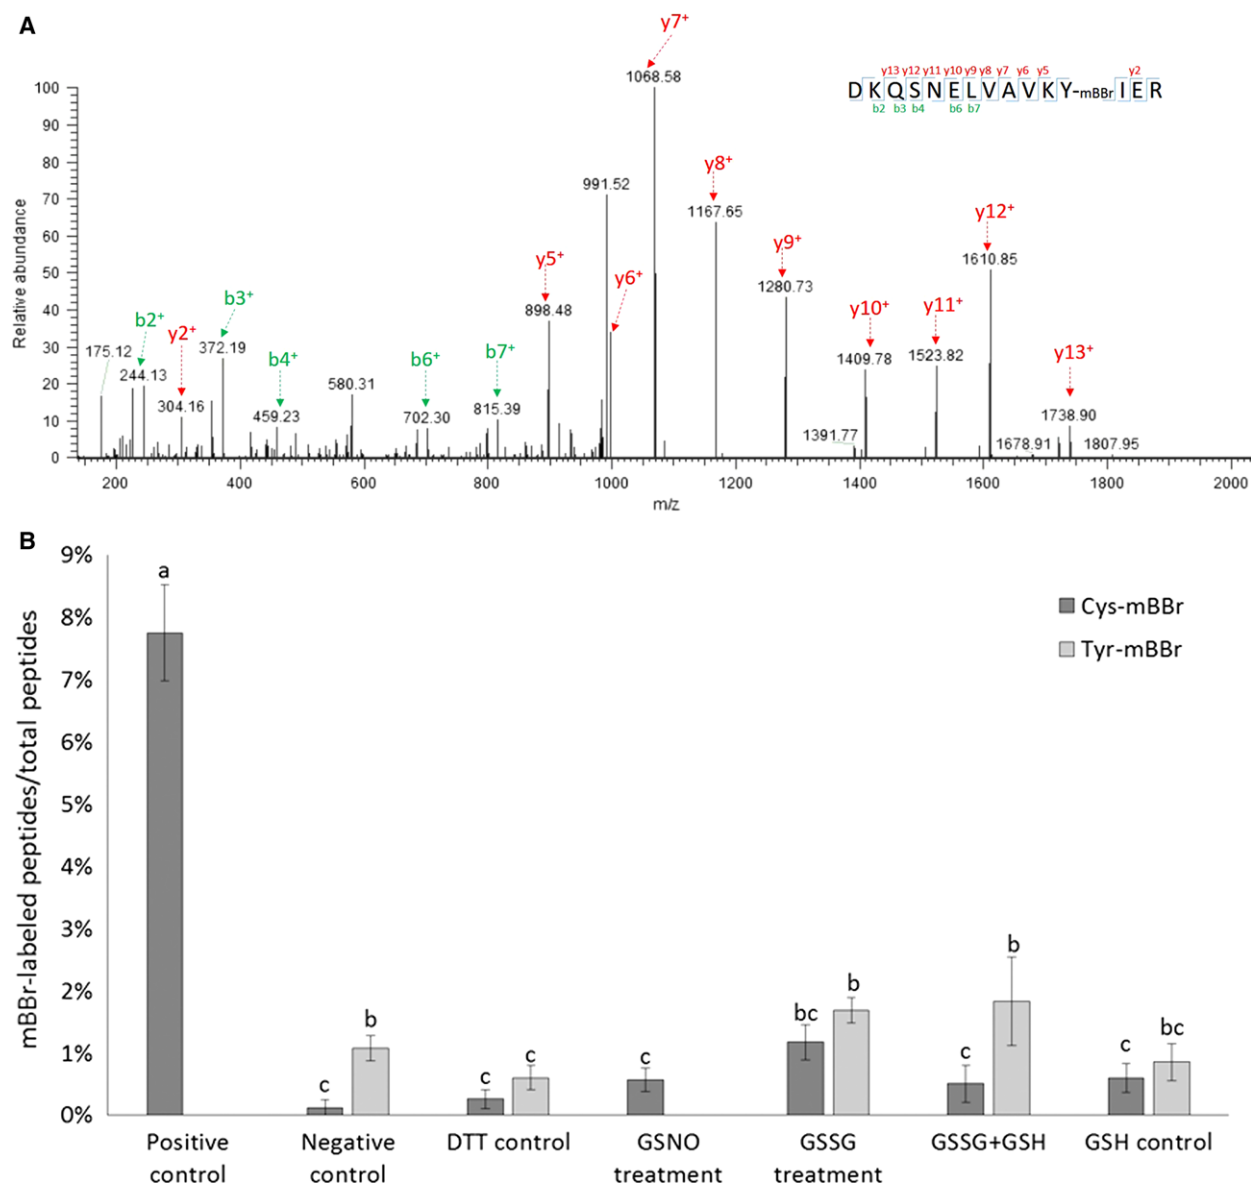 A
y7+
1068.58
y13 y12 y11 y10 y9 y8 y7 y6 y5 y2
DKQSNELVAVKY-mBBrIER
b2 b3 b4 b6 b7
Relative abundance
100
90
80
70
60
50
40
30
20
10
0
175.12
b2+
244.13
y2+
304.16
b3+
372.19
b4+
459.23
580.31
b6+
702.30
b7+
815.39
y5+
898.48
991.52
y6+
y8+
1167.65
y9+
1280.73
1391.77
y10+
1409.78
y11+
1523.82
y12+
1610.85
1678.91
y13+
1738.90
1807.95
200 400 600 800 1000 1200 1400 1600 1800 2000
m/z
B
mBBr-labeled peptides/total peptides
9%
8%
7%
6%
5%
4%
3%
2%
1%
0%
Cys-mBBr
Tyr-mBBr
a
c b
c c
c
bc b
c b
c bc
Positive control
Negative control
DTT control
GSNO treatment
GSSG treatment
GSSG+GSH
GSH control